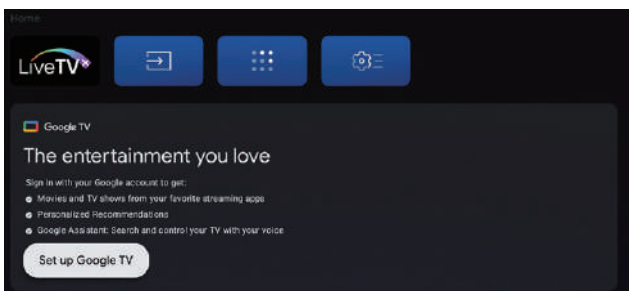 Home
LiveTV
Google TV
The entertainment you love
Sign in with your Google account to get:
Movies and TV shows from your favorite streaming apps
Personalized Recommendations
Google Assistant: Search and control your TV with your voice
Set up Google TV